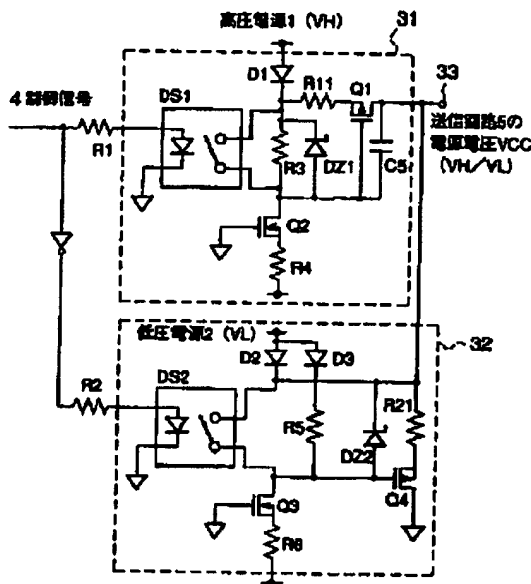 高圧電源1 (VH)
31
D1
R11
Q1
33
4 制御信号
DS1
R1
R3
DZ1
C5
送信回路5の
電源電圧VCC
(VH/VL)
Q2
R4
低圧電源2 (VL)
32
D2
D3
R2
DS2
R5
R21
DZ2
Q4
Q3
R6